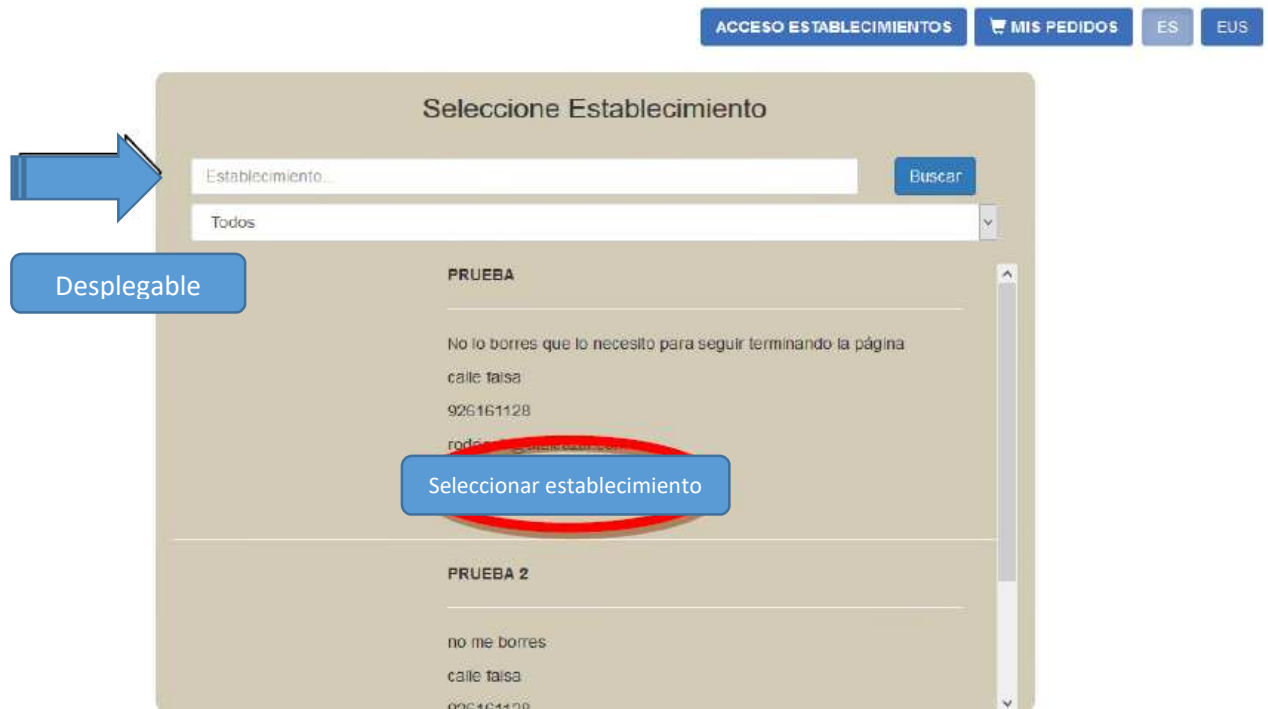 ACCESO ESTABLECIMIENTOS MIS PEDIDOS ES EUS
Seleccione Establecimiento
Establecimiento... Buscar
Todos
Desplegable
PRUEBA
No lo borres que lo necesito para seguir terminando la página
calle falsa
926161128
Seleccionar establecimiento
PRUEBA 2
no me borres
calle falsa
926161128